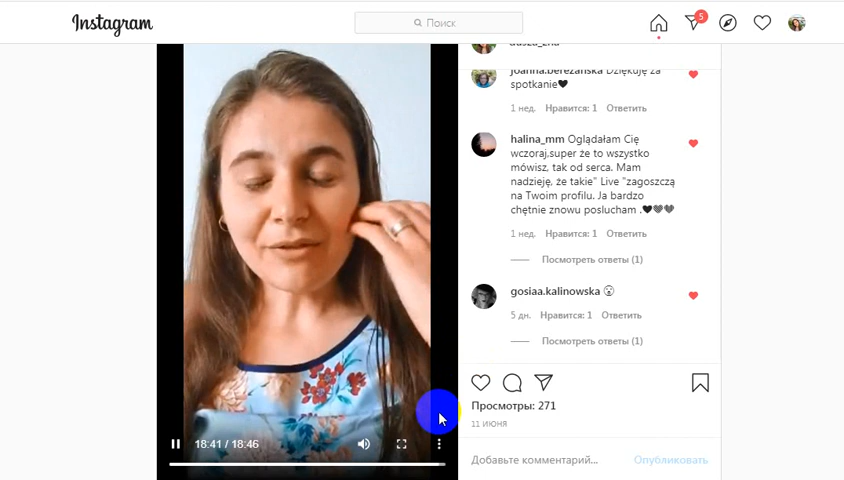 Instagram
Поиск
5
joanna.berezanska Dziękuję za
spotkanie🖤
1 нед. Нравится: 1 Ответить
halina_mm Oglądałam Cię
wczoraj,super że to wszystko
mówisz, tak od serca. Mam
nadzieję, że takie" Live "zagoszczą
na Twoim profilu. Ja bardzo
chętnie znowu poslucham .🖤🖤🖤
1 нед. Нравится: 1 Ответить
Посмотреть ответы (1)
gosiaa.kalinowska 😮
5 дн. Нравится: 1 Ответить
Посмотреть ответы (1)
Просмотры: 271
11 ИЮНЯ
18:41 / 18:46
Добавьте комментарий... Опубликовать